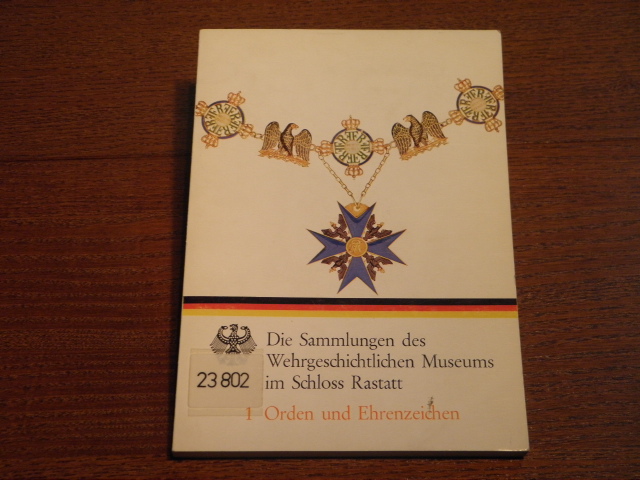 Die Sammlungen des
Wehrgeschichtlichen Museums
im Schloss Rastatt
23 802
1 Orden und Ehrenzeichen